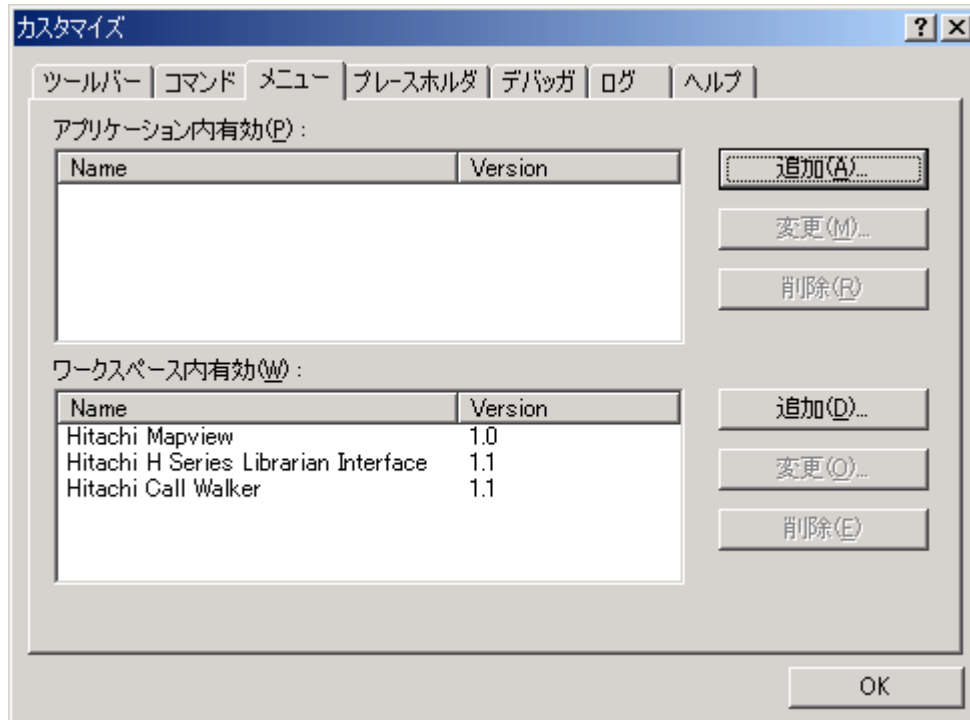 カスタマイズ
ツールバー コマンド メニュー プレースホルダ デバッガ ログ ヘルプ
アプリケーション内有効(P) :
Name Version
追加(A)...
変更(M)...
削除(R)
ワークスペース内有効(W) :
Name Version
Hitachi Mapview 1.0
Hitachi H Series Librarian Interface 1.1
Hitachi Call Walker 1.1
追加(D)...
変更(O)...
削除(E)
OK